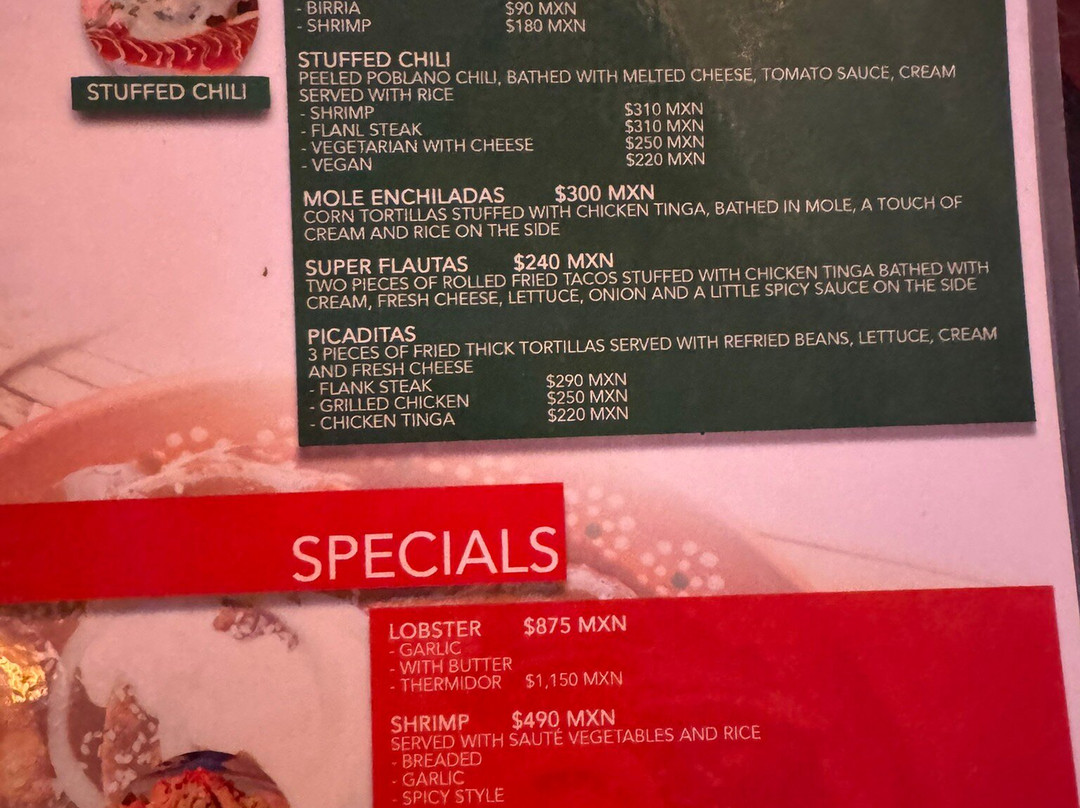 - BIRRIA $90 MXN
- SHRIMP $180 MXN
STUFFED CHILI
STUFFED CHILI
PEELED POBLANO CHILI, BATHED WITH MELTED CHEESE, TOMATO SAUCE, CREAM
SERVED WITH RICE
- SHRIMP $310 MXN
- FLANL STEAK $310 MXN
- VEGETARIAN WITH CHEESE $250 MXN
- VEGAN $220 MXN
MOLE ENCHILADAS $300 MXN
CORN TORTILLAS STUFFED WITH CHICKEN TINGA, BATHED IN MOLE, A TOUCH OF
CREAM AND RICE ON THE SIDE
SUPER FLAUTAS $240 MXN
TWO PIECES OF ROLLED FRIED TACOS STUFFED WITH CHICKEN TINGA BATHED WITH
CREAM, FRESH CHEESE, LETTUCE, ONION AND A LITTLE SPICY SAUCE ON THE SIDE
PICADITAS
3 PIECES OF FRIED THICK TORTILLAS SERVED WITH REFRIED BEANS, LETTUCE, CREAM
AND FRESH CHEESE
- FLANK STEAK $290 MXN
- GRILLED CHICKEN $250 MXN
- CHICKEN TINGA $220 MXN
SPECIALS
LOBSTER $875 MXN
- GARLIC
- WITH BUTTER
- THERMIDOR $1,150 MXN
SHRIMP $490 MXN
SERVED WITH SAUTÉ VEGETABLES AND RICE
- BREADED
- GARLIC
- SPICY STYLE